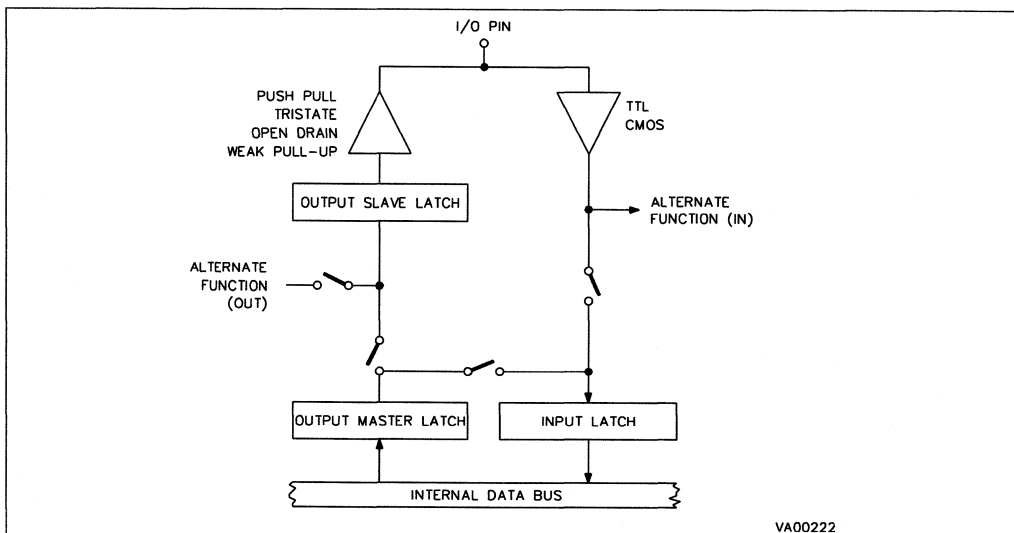 I/O PIN
PUSH PULL
TRISTATE
OPEN DRAIN
WEAK PULL-UP
TTL
CMOS
OUTPUT SLAVE LATCH
ALTERNATE
FUNCTION (IN)
ALTERNATE
FUNCTION
(OUT)
OUTPUT MASTER LATCH
INPUT LATCH
INTERNAL DATA BUS
VA00222